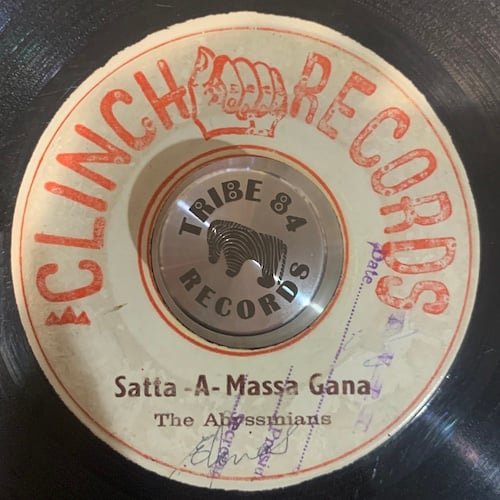 CLINCH RECORDS
TRIBE 84
RECORDS
Date
Satta-A-Massa Gana
The Abyssinians